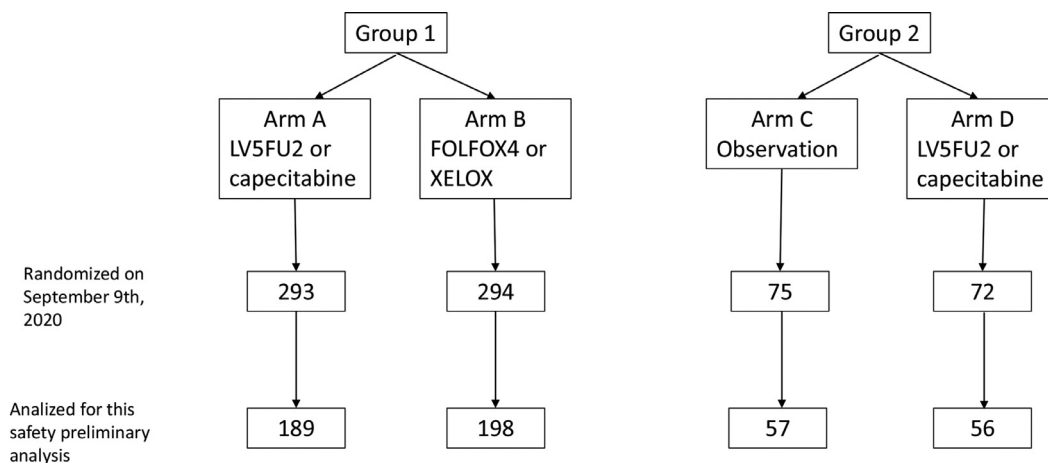 Group 1
Group 2
Arm A
LV5FU2 or
capecitabine
Arm B
FOLFOX4 or
XELOX
Arm C
Observation
Arm D
LV5FU2 or
capecitabine
Randomized on
September 9th,
2020
293
294
75
72
Analized for this
safety preliminary
analysis
189
198
57
56